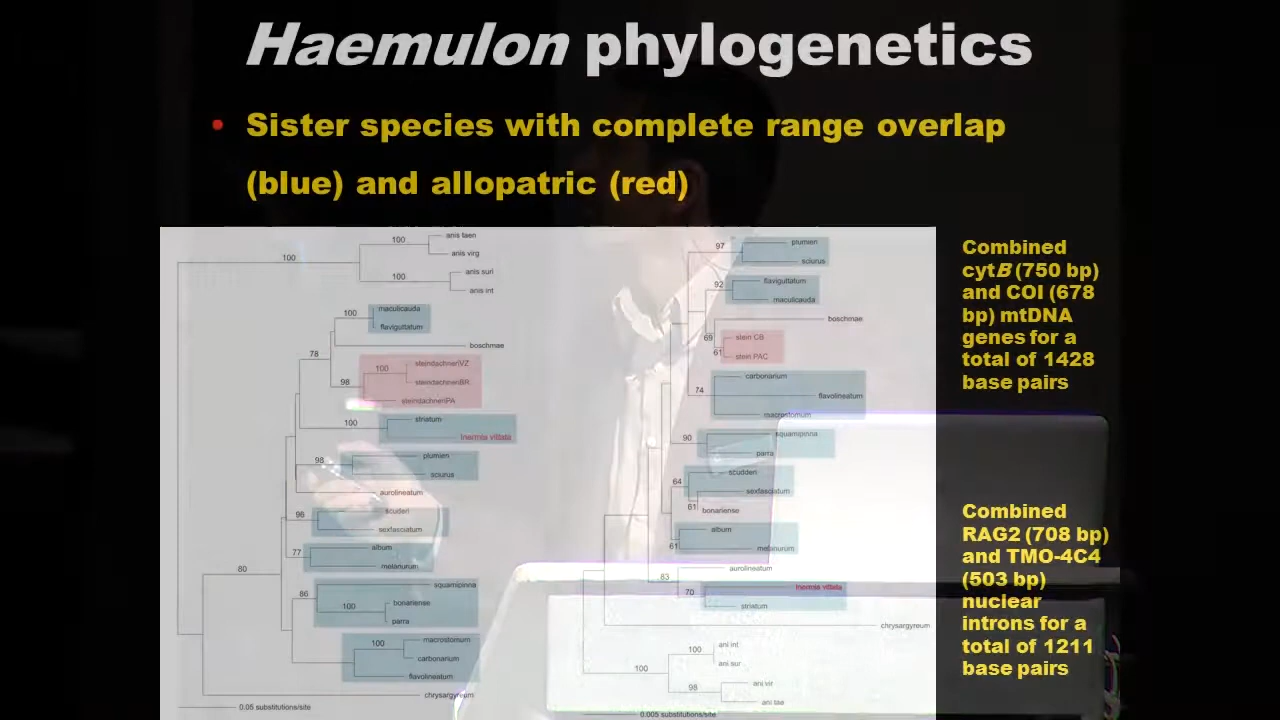 Haemulon phylogenetics
• Sister species with complete range overlap
(blue) and allopatric (red)
anis taen
100
anis virg
100
anis suri
100
anis int
maculicauda
100
flaviguttatum
boschmae
78
steindachneriVZ
100
steindachneriBR
98
steindachneriPA
striatum
100
Inermia vittata
plumieri
98
sciurus
aurolineatum
scuderi
96
sexfasciatum
album
77
melanurum
80
squamipinna
86
bonariense
100
parra
macrostomum
100
carbonarium
flavolineatum
chrysargyreum
0.05 substitutions/site
plumieri
97
sciurus
flaviguttatum
92
maculicauda
boschmae
stein CB
69
61
stein PAC
carbonarium
74
flavolineatum
macrostomum
squamipinna
90
parra
scudderi
64
sexfasciatum
61
bonariense
album
61
melanurum
aurolineatum
83
Inermia vittata
70
striatum
chrysargyreum
ani int
100
ani sur
100
ani vir
98
ani tae
0.005 substitutions/site
Combined
cytB (750 bp)
and COI (678
bp) mtDNA
genes for a
total of 1428
base pairs
Combined
RAG2 (708 bp)
and TMO-4C4
(503 bp)
nuclear
introns for a
total of 1211
base pairs